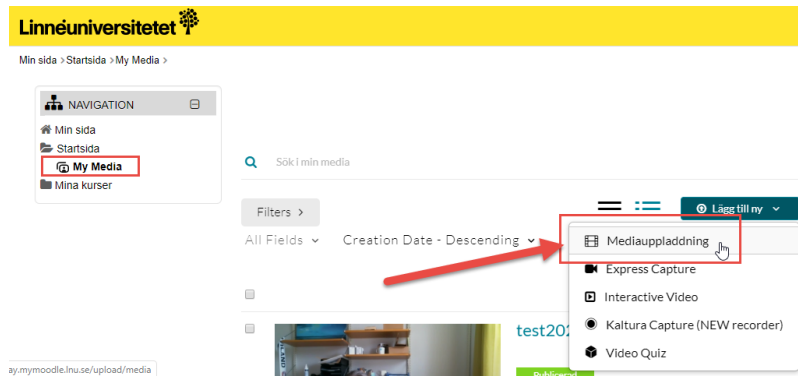 Linnéuniversitetet
Min sida > Startsida > My Media >
NAVIGATION
Min sida
Startsida
My Media
Mina kurser
Sök i min media
Filters >
Lägg till ny
All Fields
Creation Date - Descending
Mediauppladdning
Express Capture
Interactive Video
Kaltura Capture (NEW recorder)
Video Quiz
test202
Publicerad
ay.mymoodle.lnu.se/upload/media